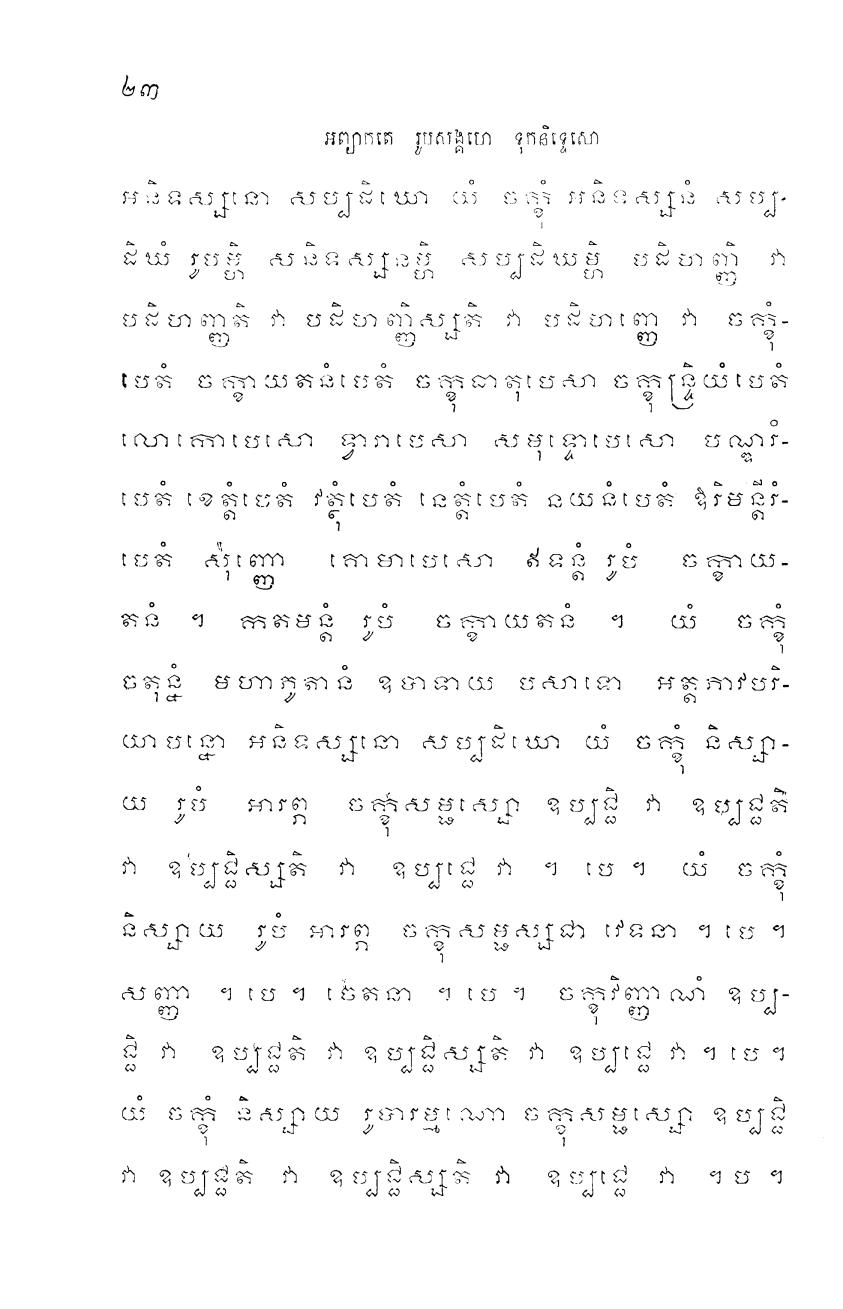 ២៣
អព្យាកតេ រូបសង្គហេ ទុកនិទ្ទេសោ
អនិទស្សនោ សប្បដិឃោ យំ ចក្ខុំ អនិទស្សនំ សប្ប-
ដិឃំ រូបម្ហិ សនិទស្សនម្ហិ សប្បដិឃម្ហិ បដិហញ្ញិ វា
បដិហញ្ញតិ វា បដិហញ្ញិស្សតិ វា បដិហញ្ញេ វា ចក្ខុំ-
បេតំ ចក្ខាយតនំបេតំ ចក្ខុធាតុបេសា ចក្ខុន្ទ្រិយំបេតំ
លោកោបេសោ ទ្វារាបេសា សមុទ្ទោបេសោ បណ្ឌរំ-
បេតំ ខេត្តំបេតំ វត្ថុំបេតំ នេត្តំបេតំ នយនំបេតំ ឱរិមន្តីរំ-
បេតំ សុញ្ញោ គោមាបេសោ ឥទន្តំ រូបំ ចក្ខាយ-
តនំ ។ កតមន្តំ រូបំ ចក្ខាយតនំ ។ យំ ចក្ខុំ
ចតុន្នំ មហាភូតានំ ឧបាទាយ បសាទោ អត្តភាវបរិ-
យាបន្នោ អនិទស្សនោ សប្បដិឃោ យំ ចក្ខុំ និស្សា-
យ រូបំ អារព្ភ ចក្ខុសម្ផស្សោ ឧប្បជ្ជិ វា ឧប្បជ្ជតិ
វា ឧប្បជ្ជិស្សតិ វា ឧប្បជ្ជេ វា ។ បេ ។ យំ ចក្ខុំ
និស្សាយ រូបំ អារព្ភ ចក្ខុសម្ផស្សជា វេទនា ។ បេ ។
សញ្ញា ។ បេ ។ ចេតនា ។ បេ ។ ចក្ខុវិញ្ញាណំ ឧប្ប-
ជ្ជិ វា ឧប្បជ្ជតិ វា ឧប្បជ្ជិស្សតិ វា ឧប្បជ្ជេ វា ។ បេ ។
យំ ចក្ខុំ និស្សាយ រូបារម្មណោ ចក្ខុសម្ផស្សោ ឧប្បជ្ជិ
វា ឧប្បជ្ជតិ វា ឧប្បជ្ជិស្សតិ វា ឧប្បជ្ជេ វា ។ ប ។